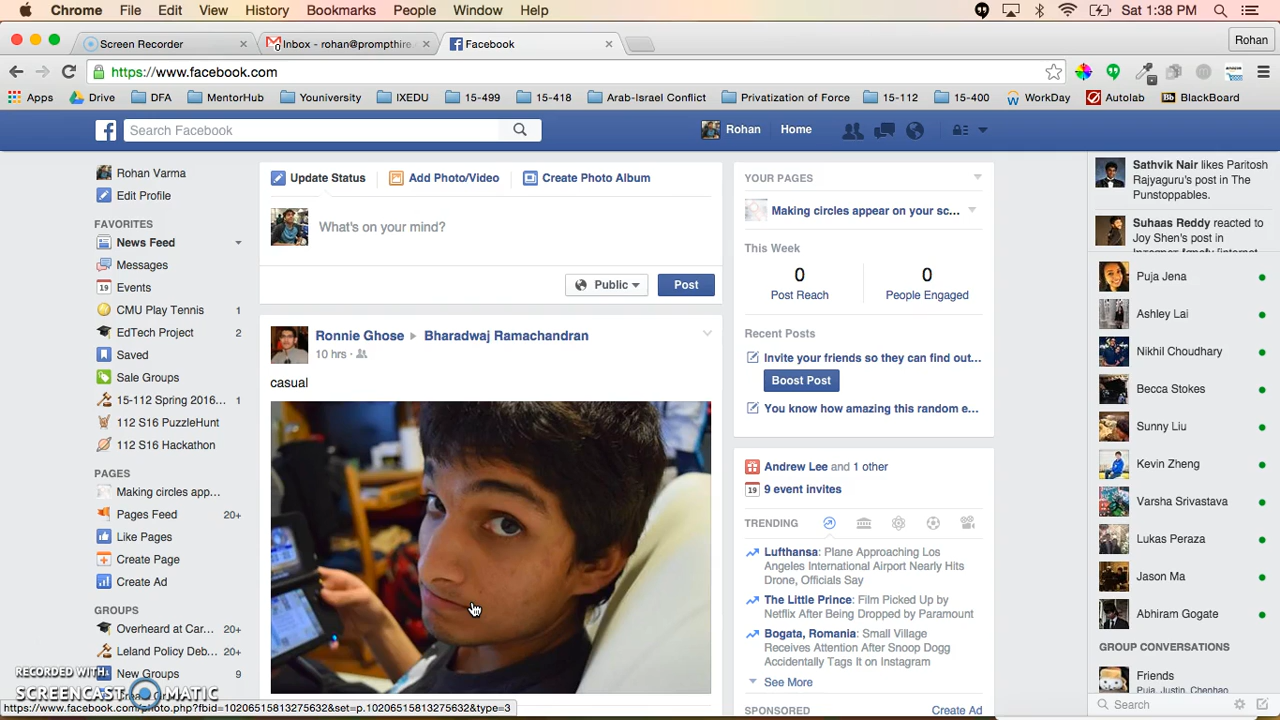 Chrome File Edit View History Bookmarks People Window Help Sat 1:38 PM
Screen Recorder Inbox - rohan@prompthire Facebook Rohan
https://www.facebook.com
Apps Drive DFA MentorHub Youniversity IXEDU 15-499 15-418 Arab-Israel Conflict Privatization of Force 15-112 15-400 WorkDay Autolab BlackBoard
Search Facebook Rohan Home
Rohan Varma
Edit Profile
FAVORITES
News Feed
Messages
Events
CMU Play Tennis 1
EdTech Project 2
Saved
Sale Groups
15-112 Spring 2016... 1
112 S16 PuzzleHunt
112 S16 Hackathon
PAGES
Making circles app...
Pages Feed 20+
Like Pages
Create Page
Create Ad
GROUPS
Overheard at Car... 20+
Leland Policy Deb... 20+
New Groups 9
RECORDED WITH
SCREENCAST-O-MATIC
https://www.facebook.com/photo.php?fbid=10206515813275632&set=p.10206515813275632&type=3
Update Status Add Photo/Video Create Photo Album
What's on your mind?
Public Post
Ronnie Ghose Bharadwaj Ramachandran
10 hrs
casual
YOUR PAGES
Making circles appear on your sc...
This Week
0 0
Post Reach People Engaged
Recent Posts
Invite your friends so they can find out...
Boost Post
You know how amazing this random e...
Andrew Lee and 1 other
19 9 event invites
TRENDING
Lufthansa: Plane Approaching Los
Angeles International Airport Nearly Hits
Drone, Officials Say
The Little Prince: Film Picked Up by
Netflix After Being Dropped by Paramount
Bogata, Romania: Small Village
Receives Attention After Snoop Dogg
Accidentally Tags It on Instagram
See More
SPONSORED Create Ad
Sathvik Nair likes Paritosh
Rajyaguru's post in The
Punstoppables.
Suhaas Reddy reacted to
Joy Shen's post in
Puja Jena
Ashley Lai
Nikhil Choudhary
Becca Stokes
Sunny Liu
Kevin Zheng
Varsha Srivastava
Lukas Peraza
Jason Ma
Abhiram Gogate
GROUP CONVERSATIONS
Friends
Puja, Justin, Chenhao
Search